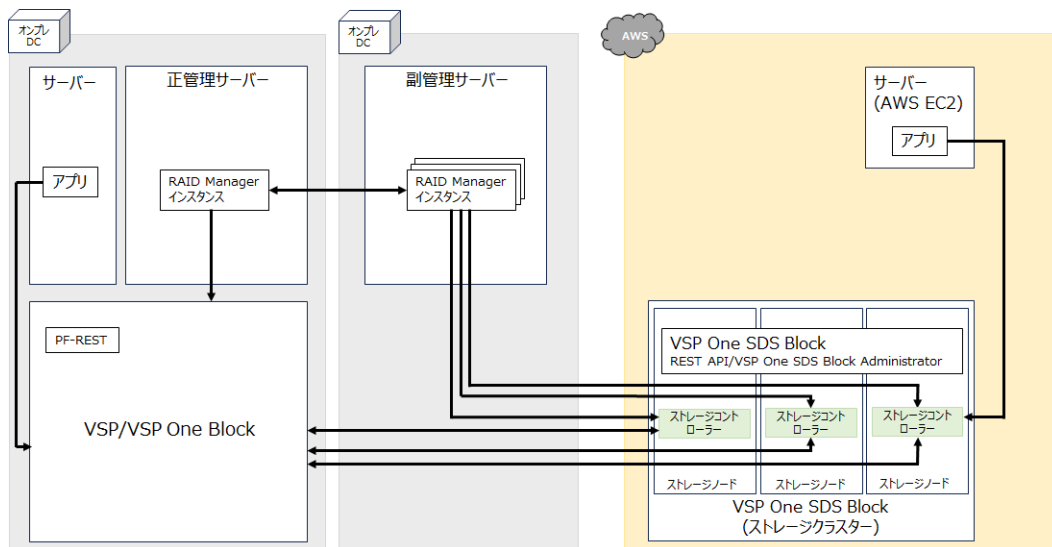 オンプレ
DC
オンプレ
DC
AWS
サーバー
正管理サーバー
副管理サーバー
サーバー
(AWS EC2)
アプリ
アプリ
RAID Manager
インスタンス
RAID Manager
インスタンス
PF-REST
VSP/VSP One Block
VSP One SDS Block
REST API/VSP One SDS Block Administrator
ストレージコント
ローラー
ストレージコント
ローラー
ストレージコント
ローラー
ストレージノード
ストレージノード
ストレージノード
VSP One SDS Block
(ストレージクラスター)